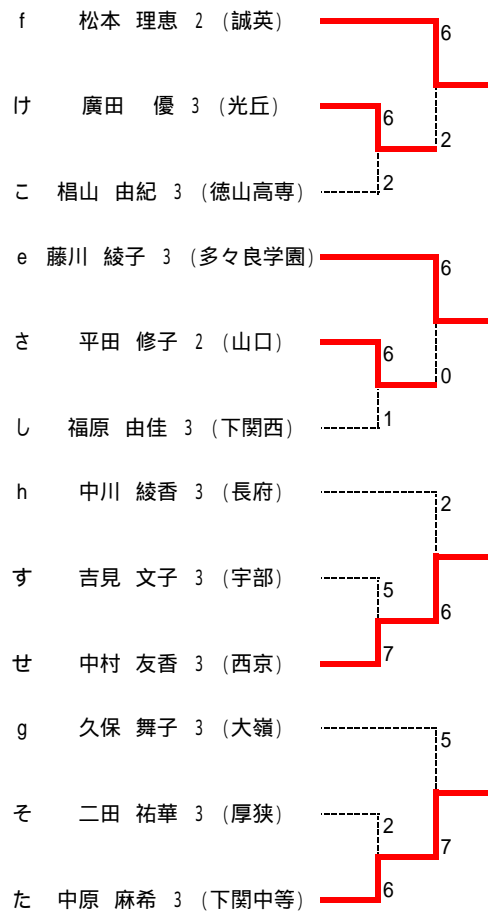 f 松本 理恵 2 (誠英)
6
け 廣田 優 3 (光丘)
6
2
こ 椙山 由紀 3 (徳山高専)
2
e 藤川 綾子 3 (多々良学園)
6
さ 平田 修子 2 (山口)
6
0
し 福原 由佳 3 (下関西)
1
h 中川 綾香 3 (長府)
2
す 吉見 文子 3 (宇部)
5
6
せ 中村 友香 3 (西京)
7
g 久保 舞子 3 (大嶺)
5
そ 二田 祐華 3 (厚狭)
2
7
た 中原 麻希 3 (下関中等)
6